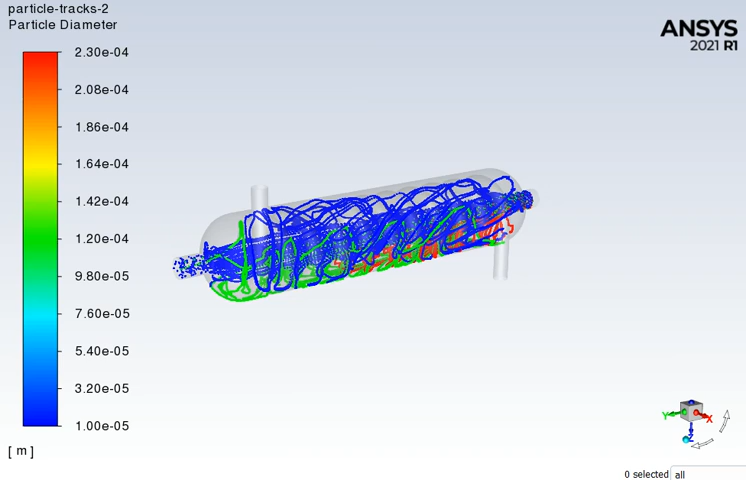 particle-tracks-2
Particle Diameter
ANSYS
2021 R1
2.30e-04
2.08e-04
1.86e-04
1.64e-04
1.42e-04
1.20e-04
9.80e-05
7.60e-05
5.40e-05
3.20e-05
1.00e-05
[ m ]
Y
X
Z
0 selected all